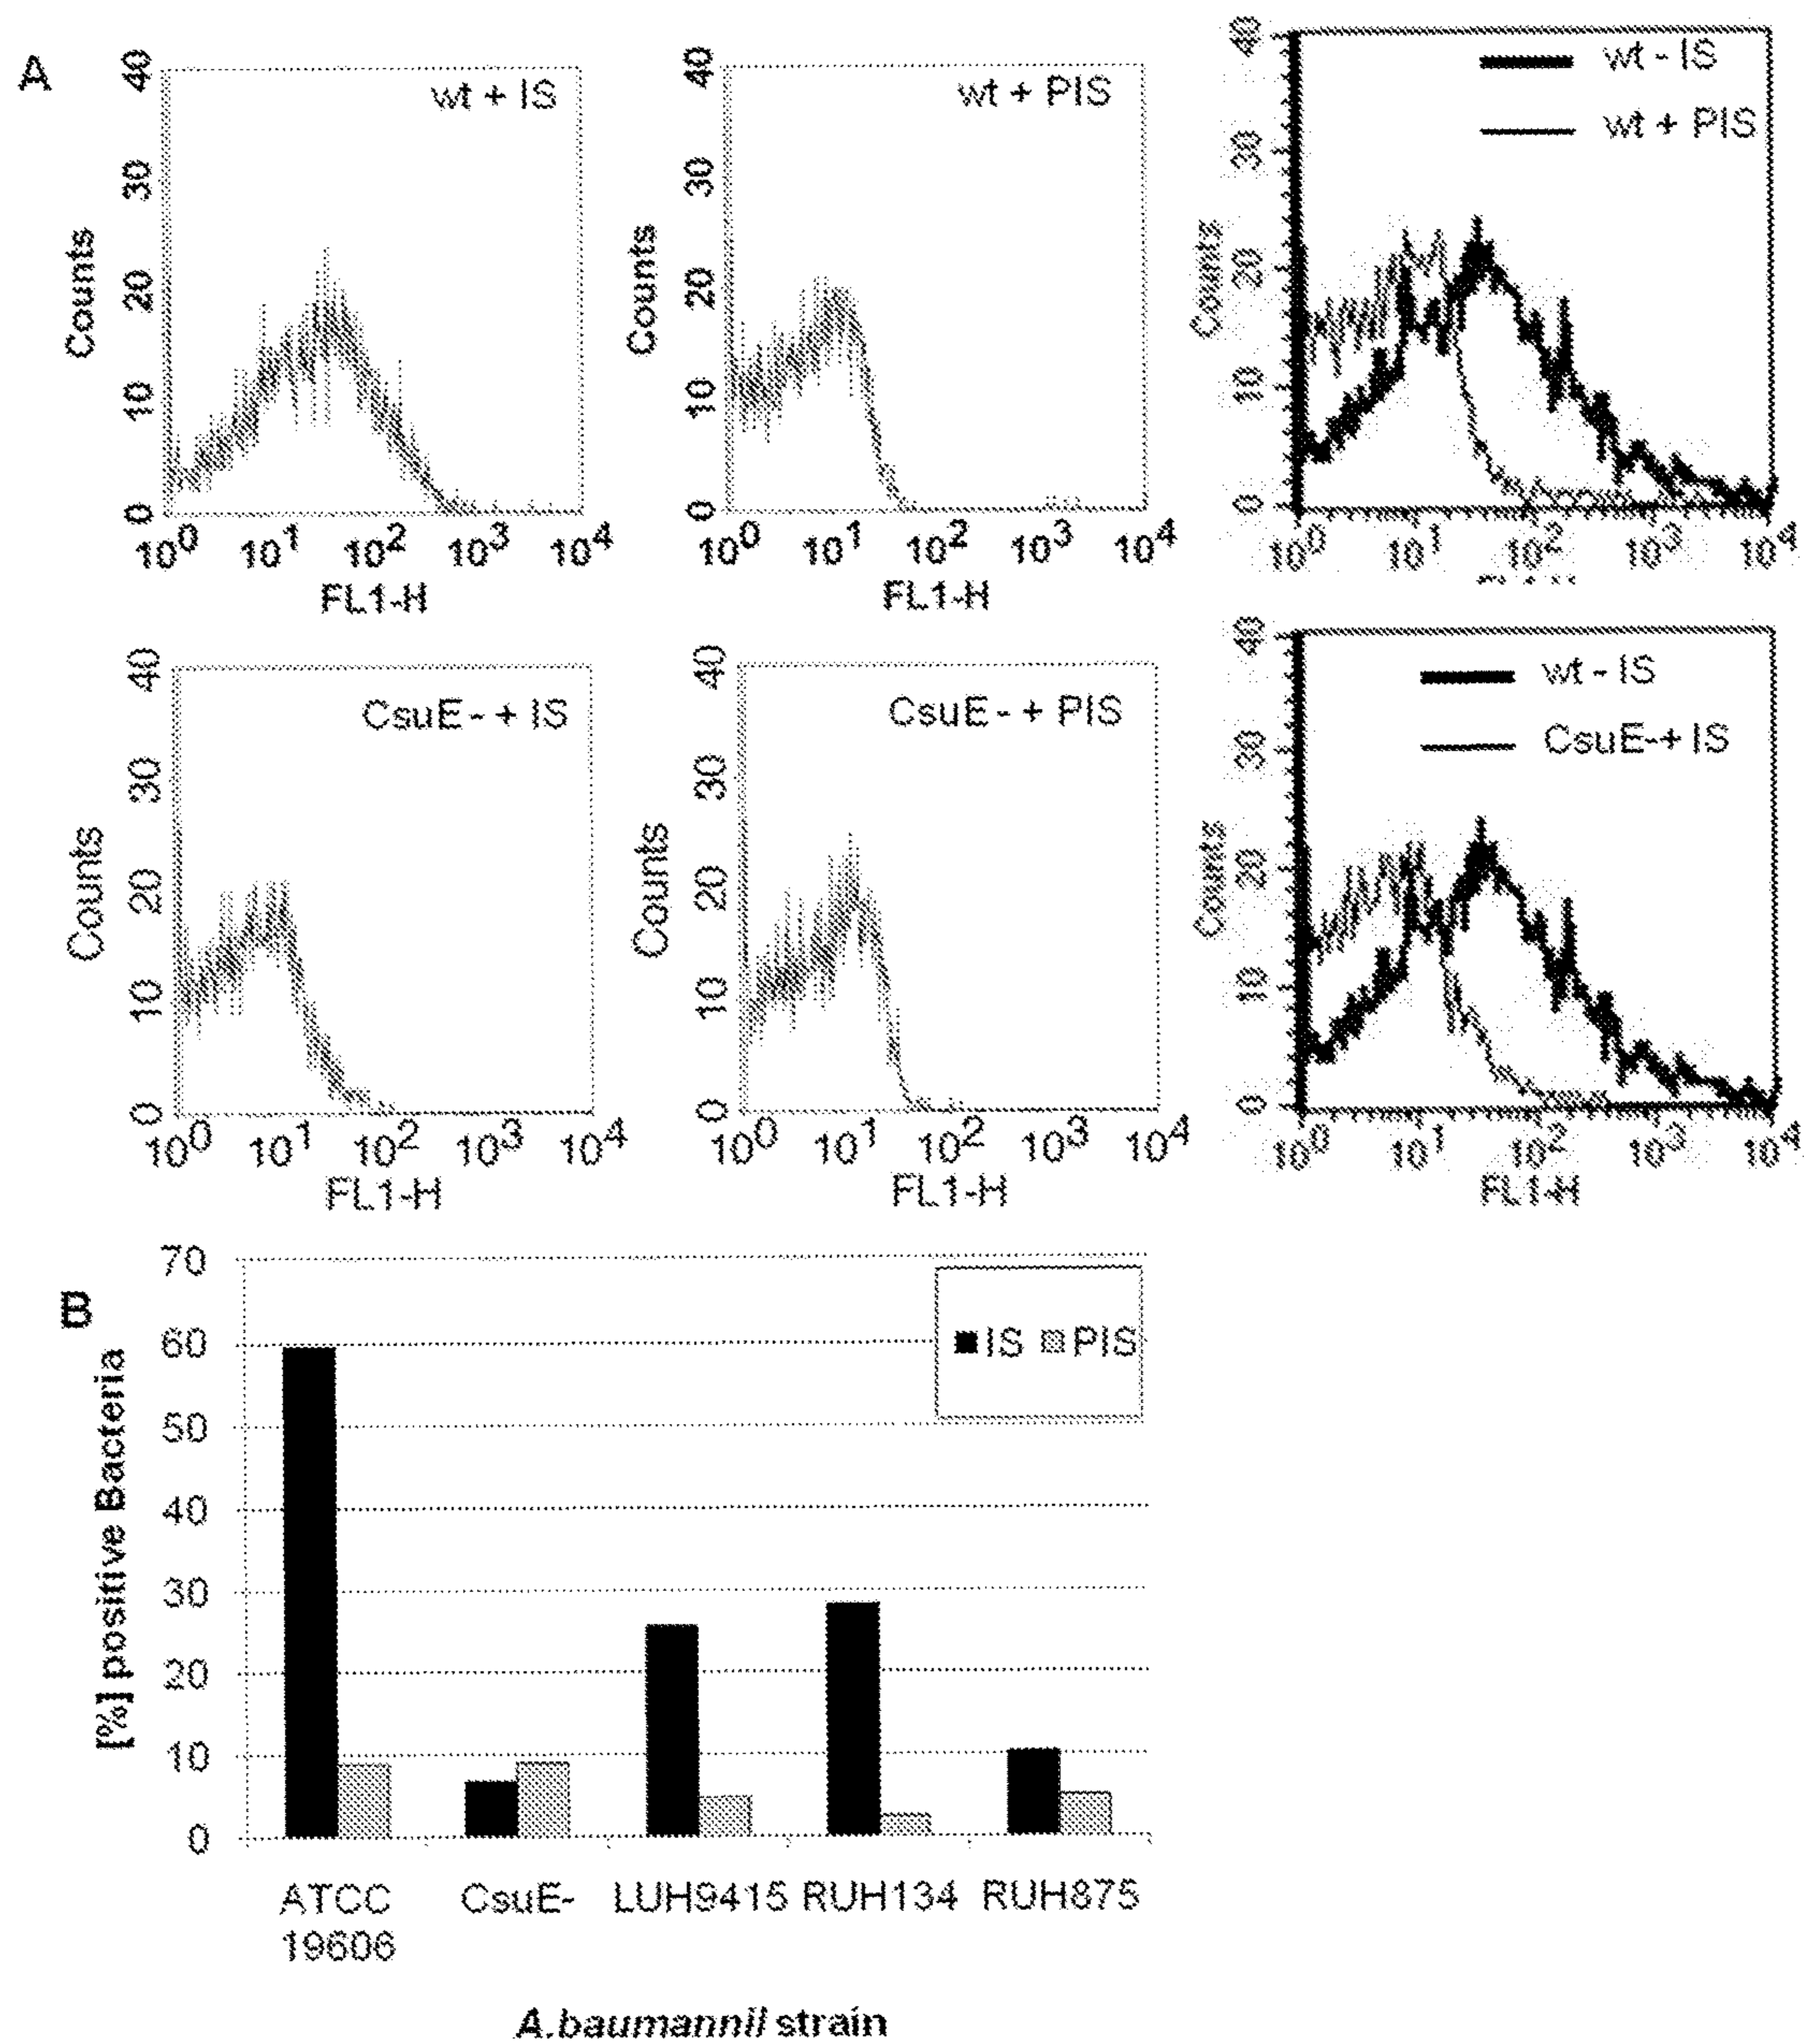 A
wt + IS
40
30
20
10
0
Counts
10^0 10^1 10^2 10^3 10^4
FL1-H
wt + PIS
40
30
20
10
0
Counts
10^0 10^1 10^2 10^3 10^4
FL1-H
wt - IS
wt + PIS
40
30
20
10
0
Counts
10^0 10^1 10^2 10^3 10^4
CsuE- + IS
40
30
20
10
0
Counts
10^0 10^1 10^2 10^3 10^4
FL1-H
CsuE- + PIS
40
30
20
10
0
Counts
10^0 10^1 10^2 10^3 10^4
FL1-H
wt - IS
CsuE-+ IS
40
30
20
10
0
Counts
10^0 10^1 10^2 10^3 10^4
FL1-H
B
70
60
50
40
30
20
10
0
[%] positive Bacteria
IS PIS
ATCC 19606
CsuE-
LUH9415
RUH134
RUH875
A.baumannii strain